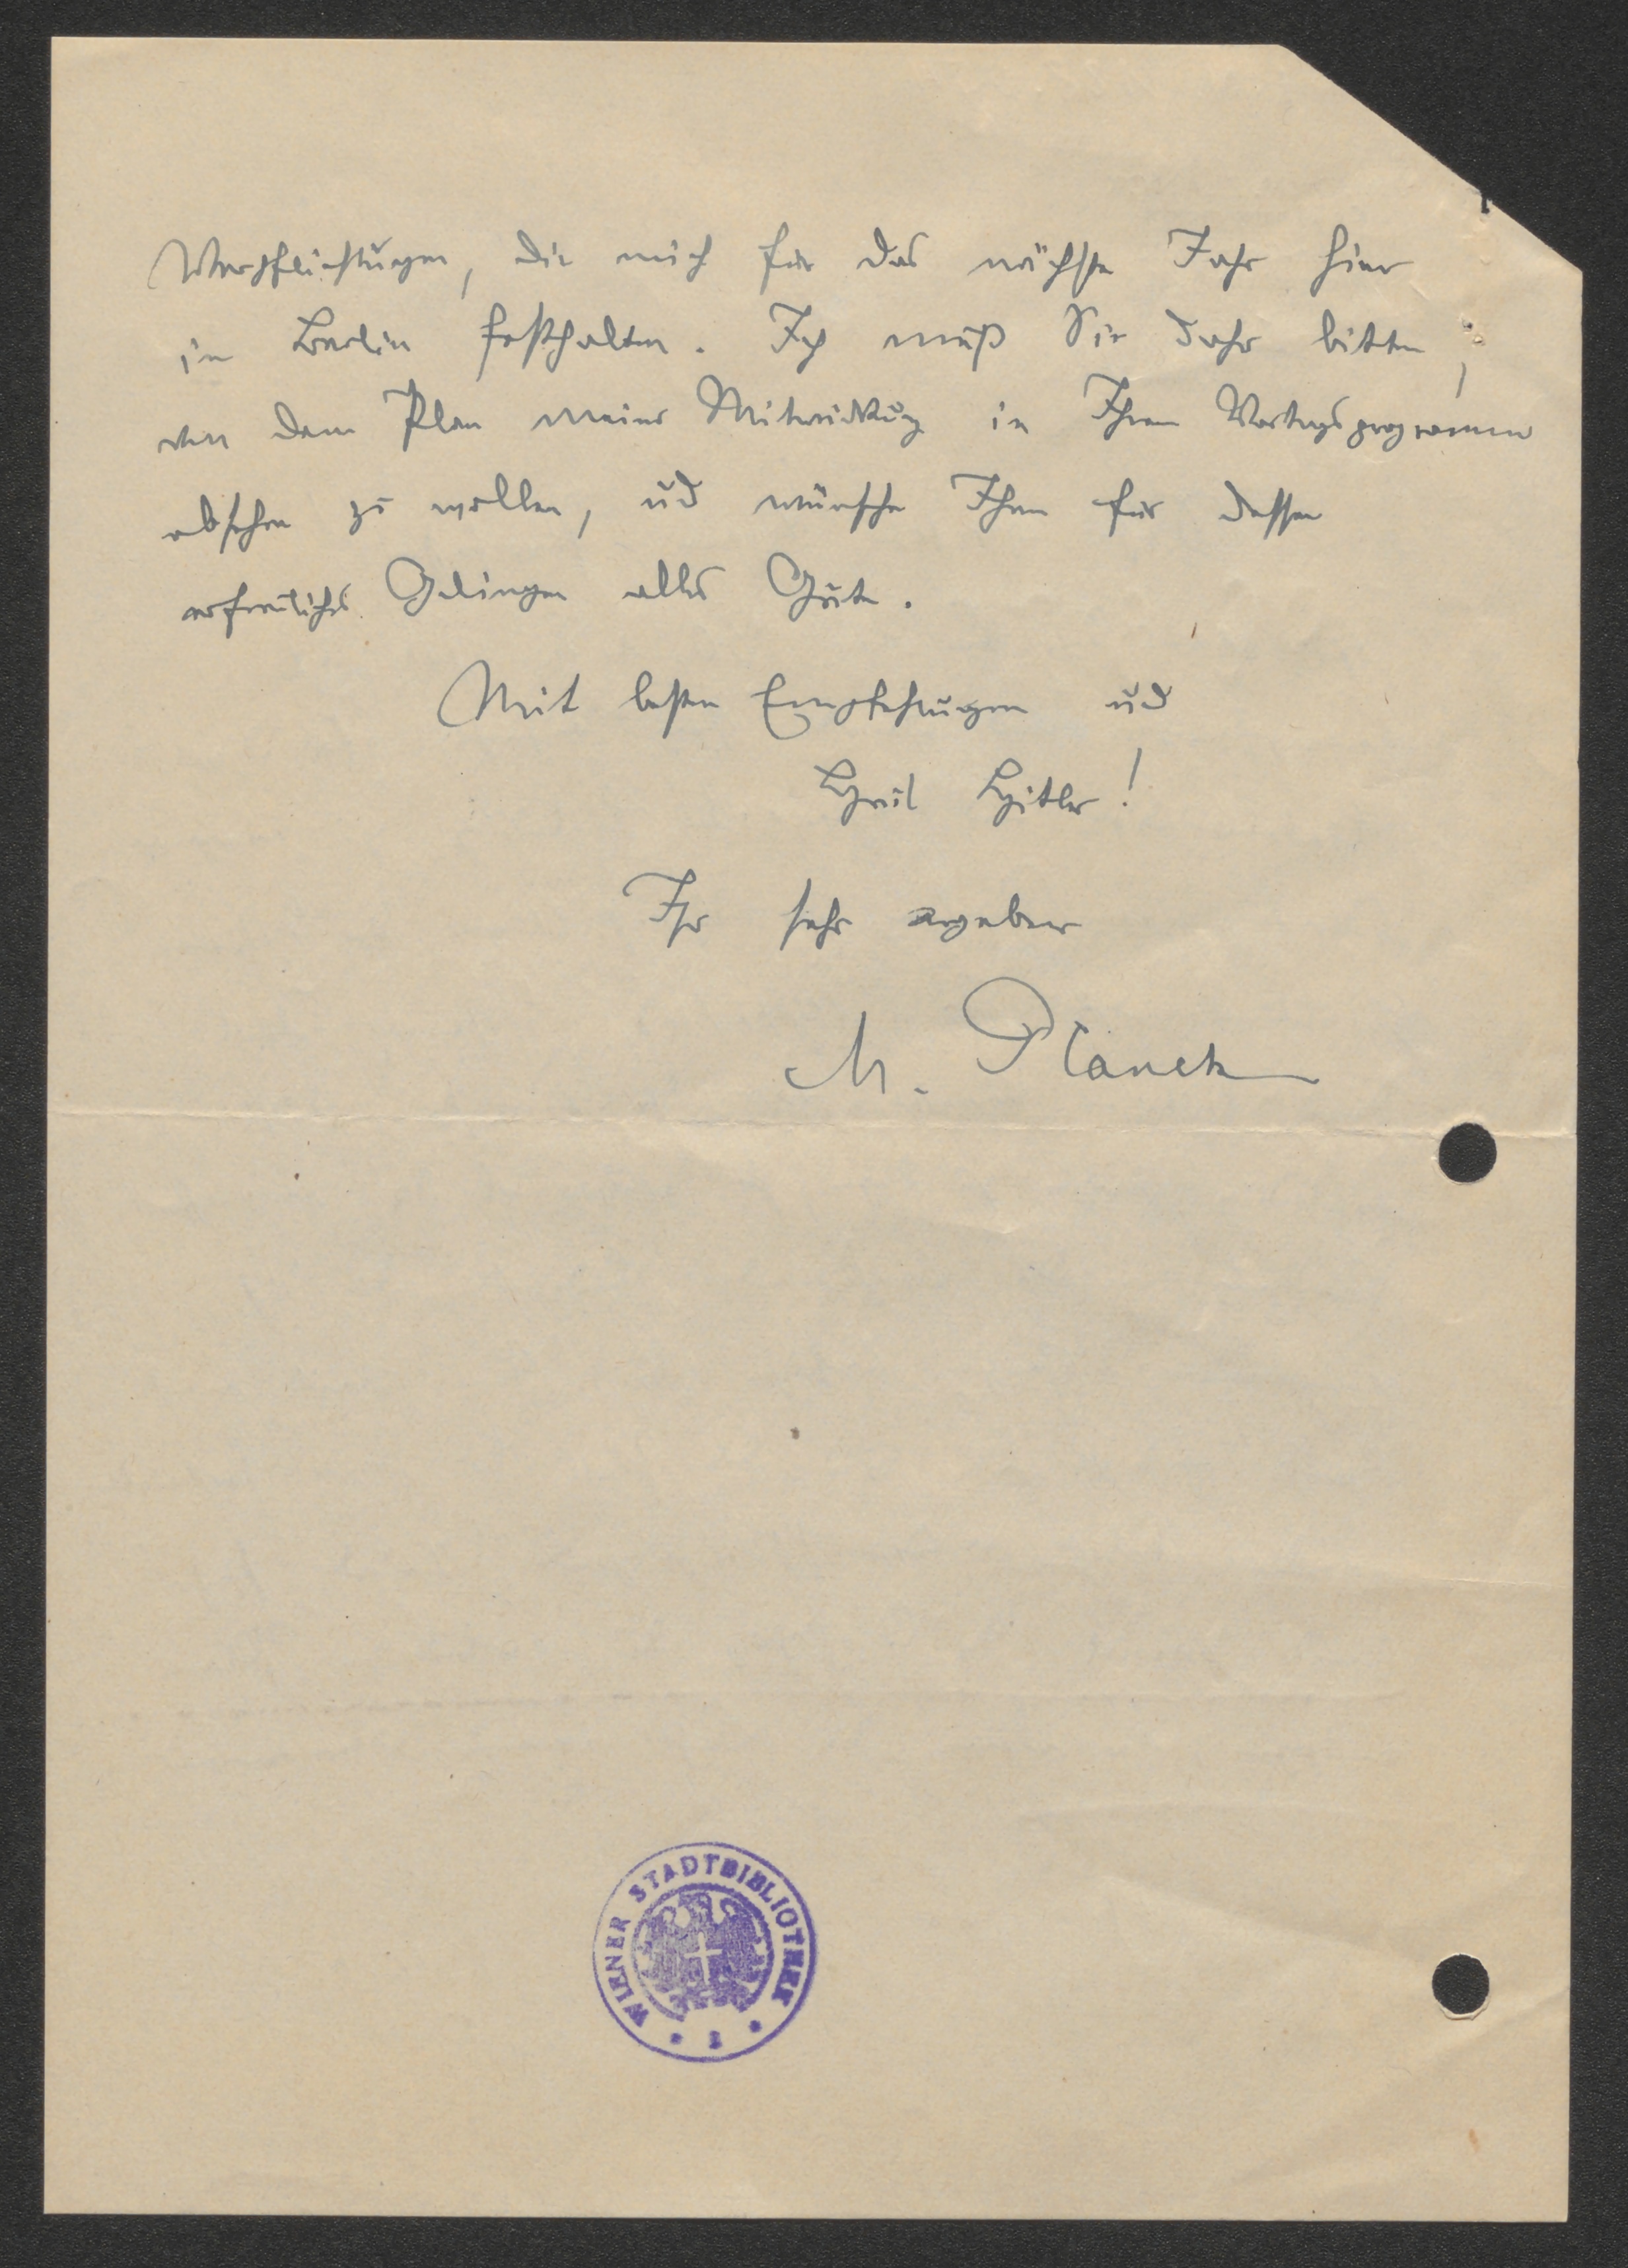 Verpflichtungen, die mich für das nächste Jahr hier
in Berlin festhalten. Ich muß Sie daher bitten,
von dem Plan meiner Mitwirkung in Ihrem Vortragsprogramm
absehen zu wollen, und wünsche Ihnen für dessen
erfreuliches Gelingen alles Gute.
Mit besten Empfehlungen und
Heil Hitler!
Ihr sehr ergebener
M. Planck
WIENER STADTBIBLIOTHEK